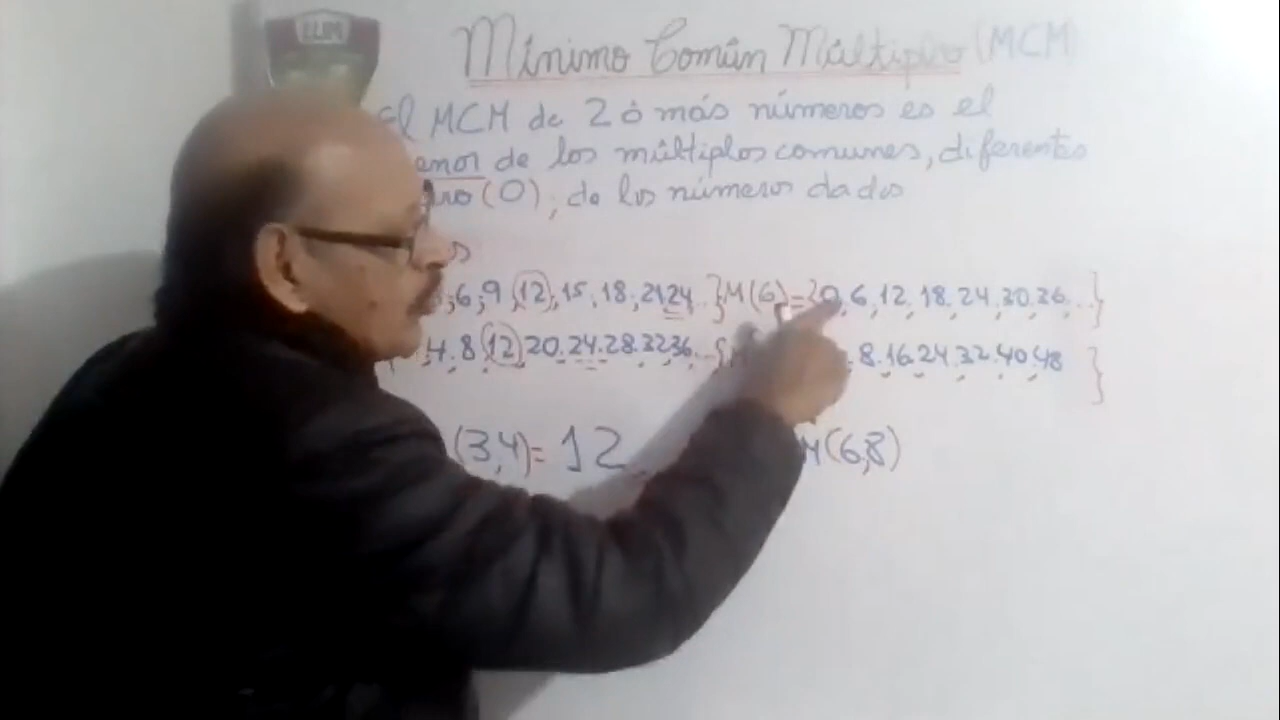 LLIM
Mínimo Común Múltiplo (MCM)
El MCM de 2 ó más números es el
menor de los múltiplos comunes, diferentes
(0), de los números dados
6, 9, 12, 15, 18, 21, 24 ... } M(6) = {0, 6, 12, 18, 24, 30, 36, ... }
4, 8, 12, 20, 24, 28, 32, 36, ... 8, 16, 24, 32, 40, 48 }
(3,4) = 12 M(6,8)